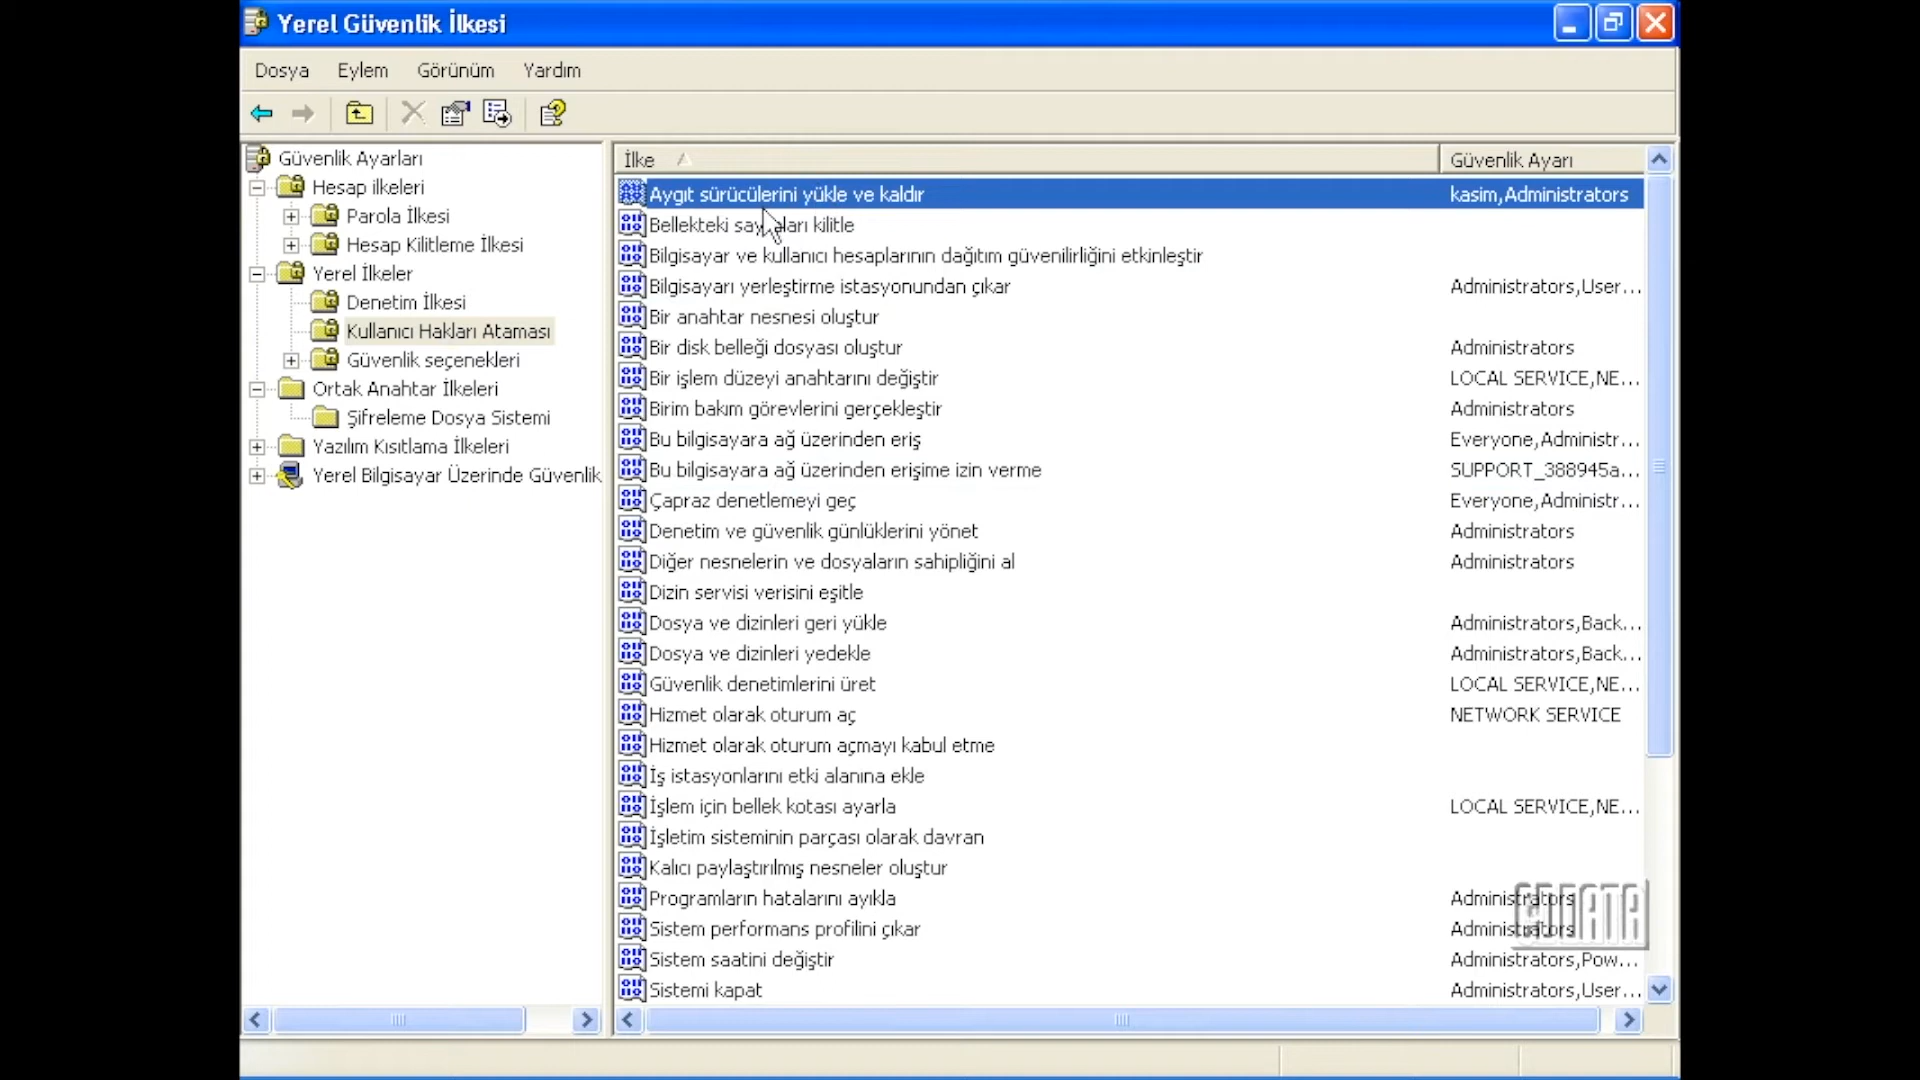 Yerel Güvenlik İlkesi
Dosya Eylem Görünüm Yardım
Güvenlik Ayarları
Hesap ilkeleri
Parola İlkesi
Hesap Kilitleme İlkesi
Yerel İlkeler
Denetim İlkesi
Kullanıcı Hakları Ataması
Güvenlik seçenekleri
Ortak Anahtar İlkeleri
Şifreleme Dosya Sistemi
Yazılım Kısıtlama İlkeleri
Yerel Bilgisayar Üzerinde Güvenlik
İlke Güvenlik Ayarı
Aygıt sürücülerini yükle ve kaldır kasim,Administrators
Bellekteki sayfaları kilitle
Bilgisayar ve kullanıcı hesaplarının dağıtım güvenilirliğini etkinleştir
Bilgisayarı yerleştirme istasyonundan çıkar Administrators,User...
Bir anahtar nesnesi oluştur
Bir disk belleği dosyası oluştur Administrators
Bir işlem düzeyi anahtarını değiştir LOCAL SERVICE,NE...
Birim bakım görevlerini gerçekleştir Administrators
Bu bilgisayara ağ üzerinden eriş Everyone,Administr...
Bu bilgisayara ağ üzerinden erişime izin verme SUPPORT_388945a...
Çapraz denetlemeyi geç Everyone,Administr...
Denetim ve güvenlik günlüklerini yönet Administrators
Diğer nesnelerin ve dosyaların sahipliğini al Administrators
Dizin servisi verisini eşitle
Dosya ve dizinleri geri yükle Administrators,Back...
Dosya ve dizinleri yedekle Administrators,Back...
Güvenlik denetimlerini üret LOCAL SERVICE,NE...
Hizmet olarak oturum aç NETWORK SERVICE
Hizmet olarak oturum açmayı kabul etme
İş istasyonlarını etki alanına ekle
İşlem için bellek kotası ayarla LOCAL SERVICE,NE...
İşletim sisteminin parçası olarak davran
Kalıcı paylaştırılmış nesneler oluştur
Programların hatalarını ayıkla Administrators
Sistem performans profilini çıkar Administrators
Sistem saatini değiştir Administrators,Pow...
Sistemi kapat Administrators,User...